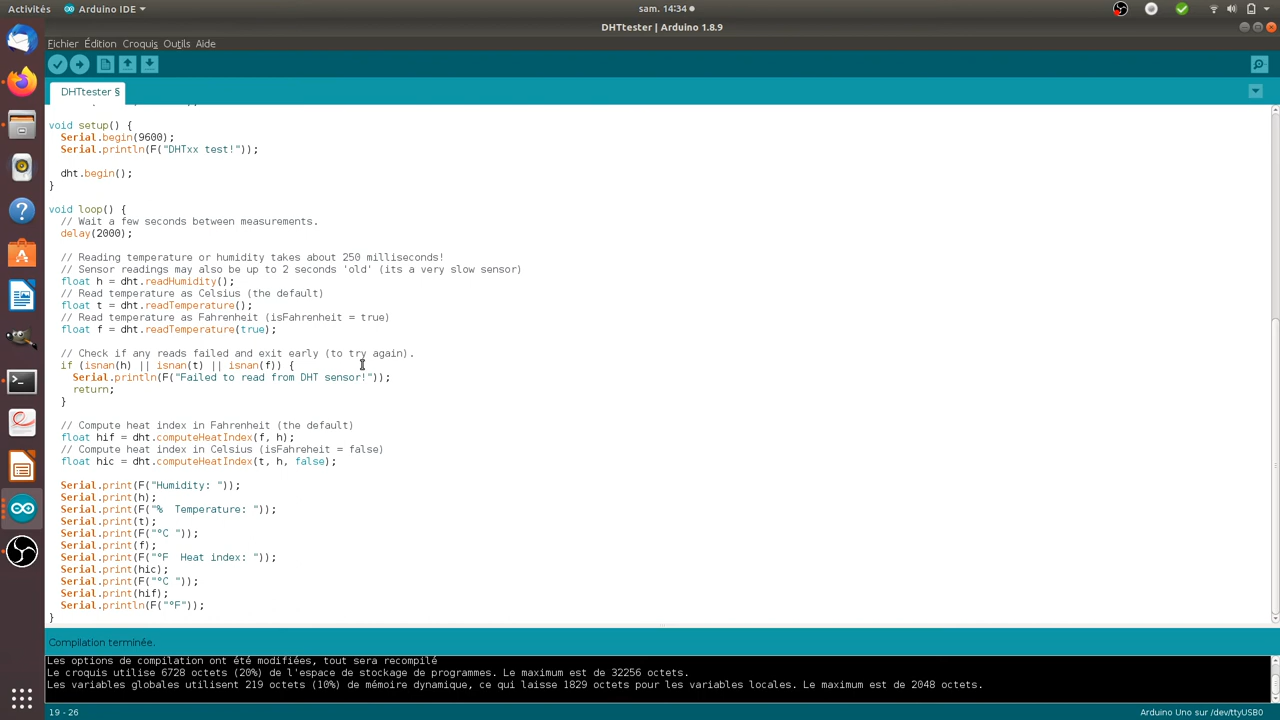 Activités
Arduino IDE
sam. 14:34
DHTtester | Arduino 1.8.9
Fichier Édition Croquis Outils Aide
DHTtester §
void setup() {
Serial.begin(9600);
Serial.println(F("DHTxx test!"));
dht.begin();
}
void loop() {
// Wait a few seconds between measurements.
delay(2000);
// Reading temperature or humidity takes about 250 milliseconds!
// Sensor readings may also be up to 2 seconds 'old' (its a very slow sensor)
float h = dht.readHumidity();
// Read temperature as Celsius (the default)
float t = dht.readTemperature();
// Read temperature as Fahrenheit (isFahrenheit = true)
float f = dht.readTemperature(true);
// Check if any reads failed and exit early (to try again).
if (isnan(h) || isnan(t) || isnan(f)) {
Serial.println(F("Failed to read from DHT sensor!"));
return;
}
// Compute heat index in Fahrenheit (the default)
float hif = dht.computeHeatIndex(f, h);
// Compute heat index in Celsius (isFahreheit = false)
float hic = dht.computeHeatIndex(t, h, false);
Serial.print(F("Humidity: "));
Serial.print(h);
Serial.print(F("%  Temperature: "));
Serial.print(t);
Serial.print(F("°C "));
Serial.print(f);
Serial.print(F("°F  Heat index: "));
Serial.print(hic);
Serial.print(F("°C "));
Serial.print(hif);
Serial.println(F("°F"));
}
Compilation terminée.
Les options de compilation ont été modifiées, tout sera recompilé
Le croquis utilise 6728 octets (20%) de l'espace de stockage de programmes. Le maximum est de 32256 octets.
Les variables globales utilisent 219 octets (10%) de mémoire dynamique, ce qui laisse 1829 octets pour les variables locales. Le maximum est de 2048 octets.
19 - 26
Arduino Uno sur /dev/ttyUSB0